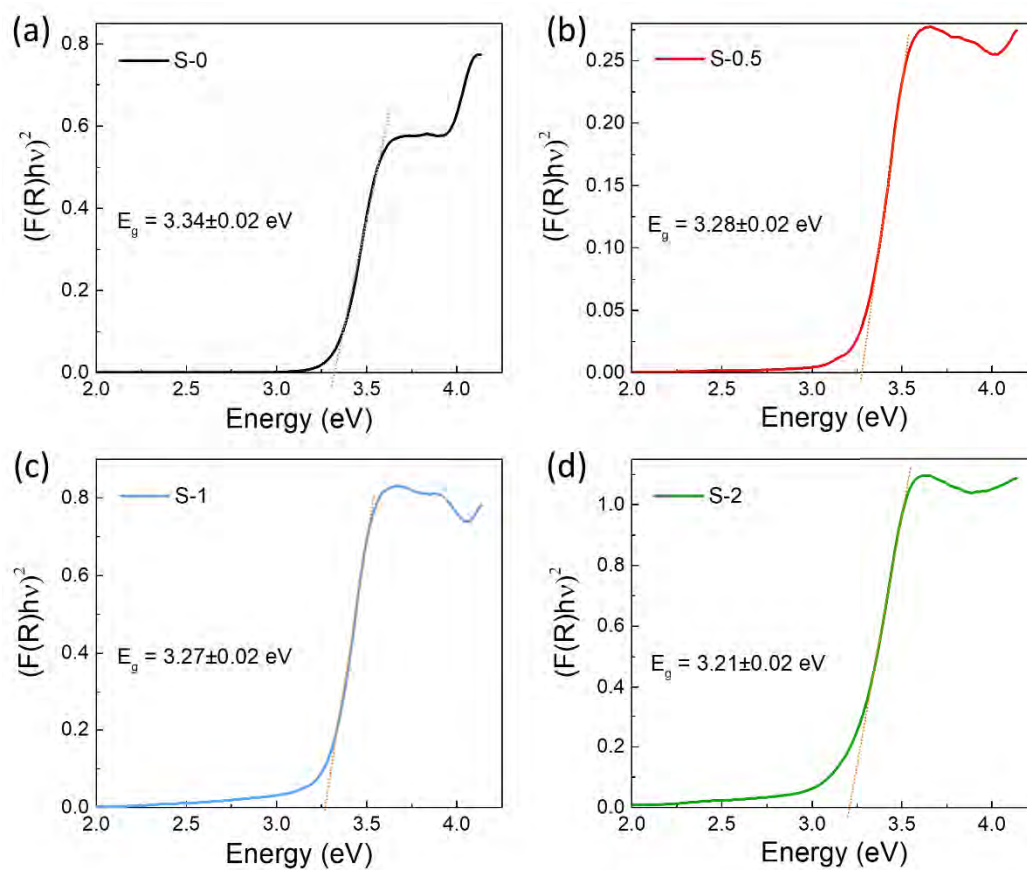 (a)
S-0
(F(R)hν)²
E_g = 3.34±0.02 eV
0.8
0.6
0.4
0.2
0.0
2.0 2.5 3.0 3.5 4.0
Energy (eV)
(b)
S-0.5
(F(R)hν)²
E_g = 3.28±0.02 eV
0.25
0.20
0.15
0.10
0.05
0.00
2.0 2.5 3.0 3.5 4.0
Energy (eV)
(c)
S-1
(F(R)hν)²
E_g = 3.27±0.02 eV
0.8
0.6
0.4
0.2
0.0
2.0 2.5 3.0 3.5 4.0
Energy (eV)
(d)
S-2
(F(R)hν)²
E_g = 3.21±0.02 eV
1.0
0.8
0.6
0.4
0.2
0.0
2.0 2.5 3.0 3.5 4.0
Energy (eV)